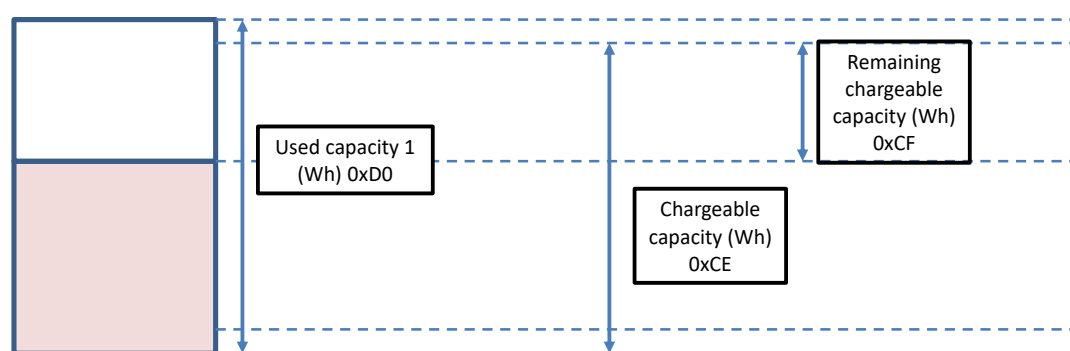 Used capacity 1
(Wh) 0xD0
Chargeable
capacity (Wh)
0xCE
Remaining
chargeable
capacity (Wh)
0xCF